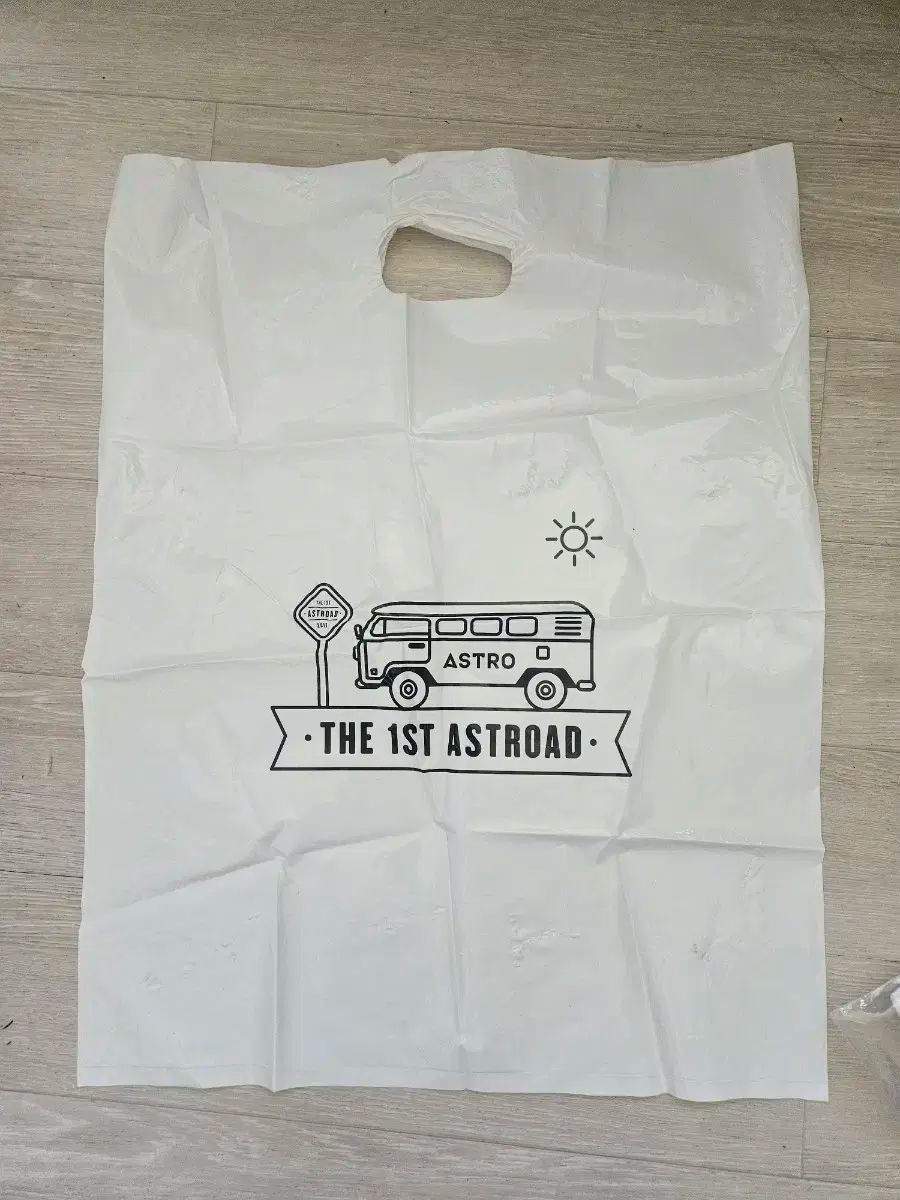 THE 1ST
· ASTROAD ·
ASTRO
· THE 1ST ASTROAD ·